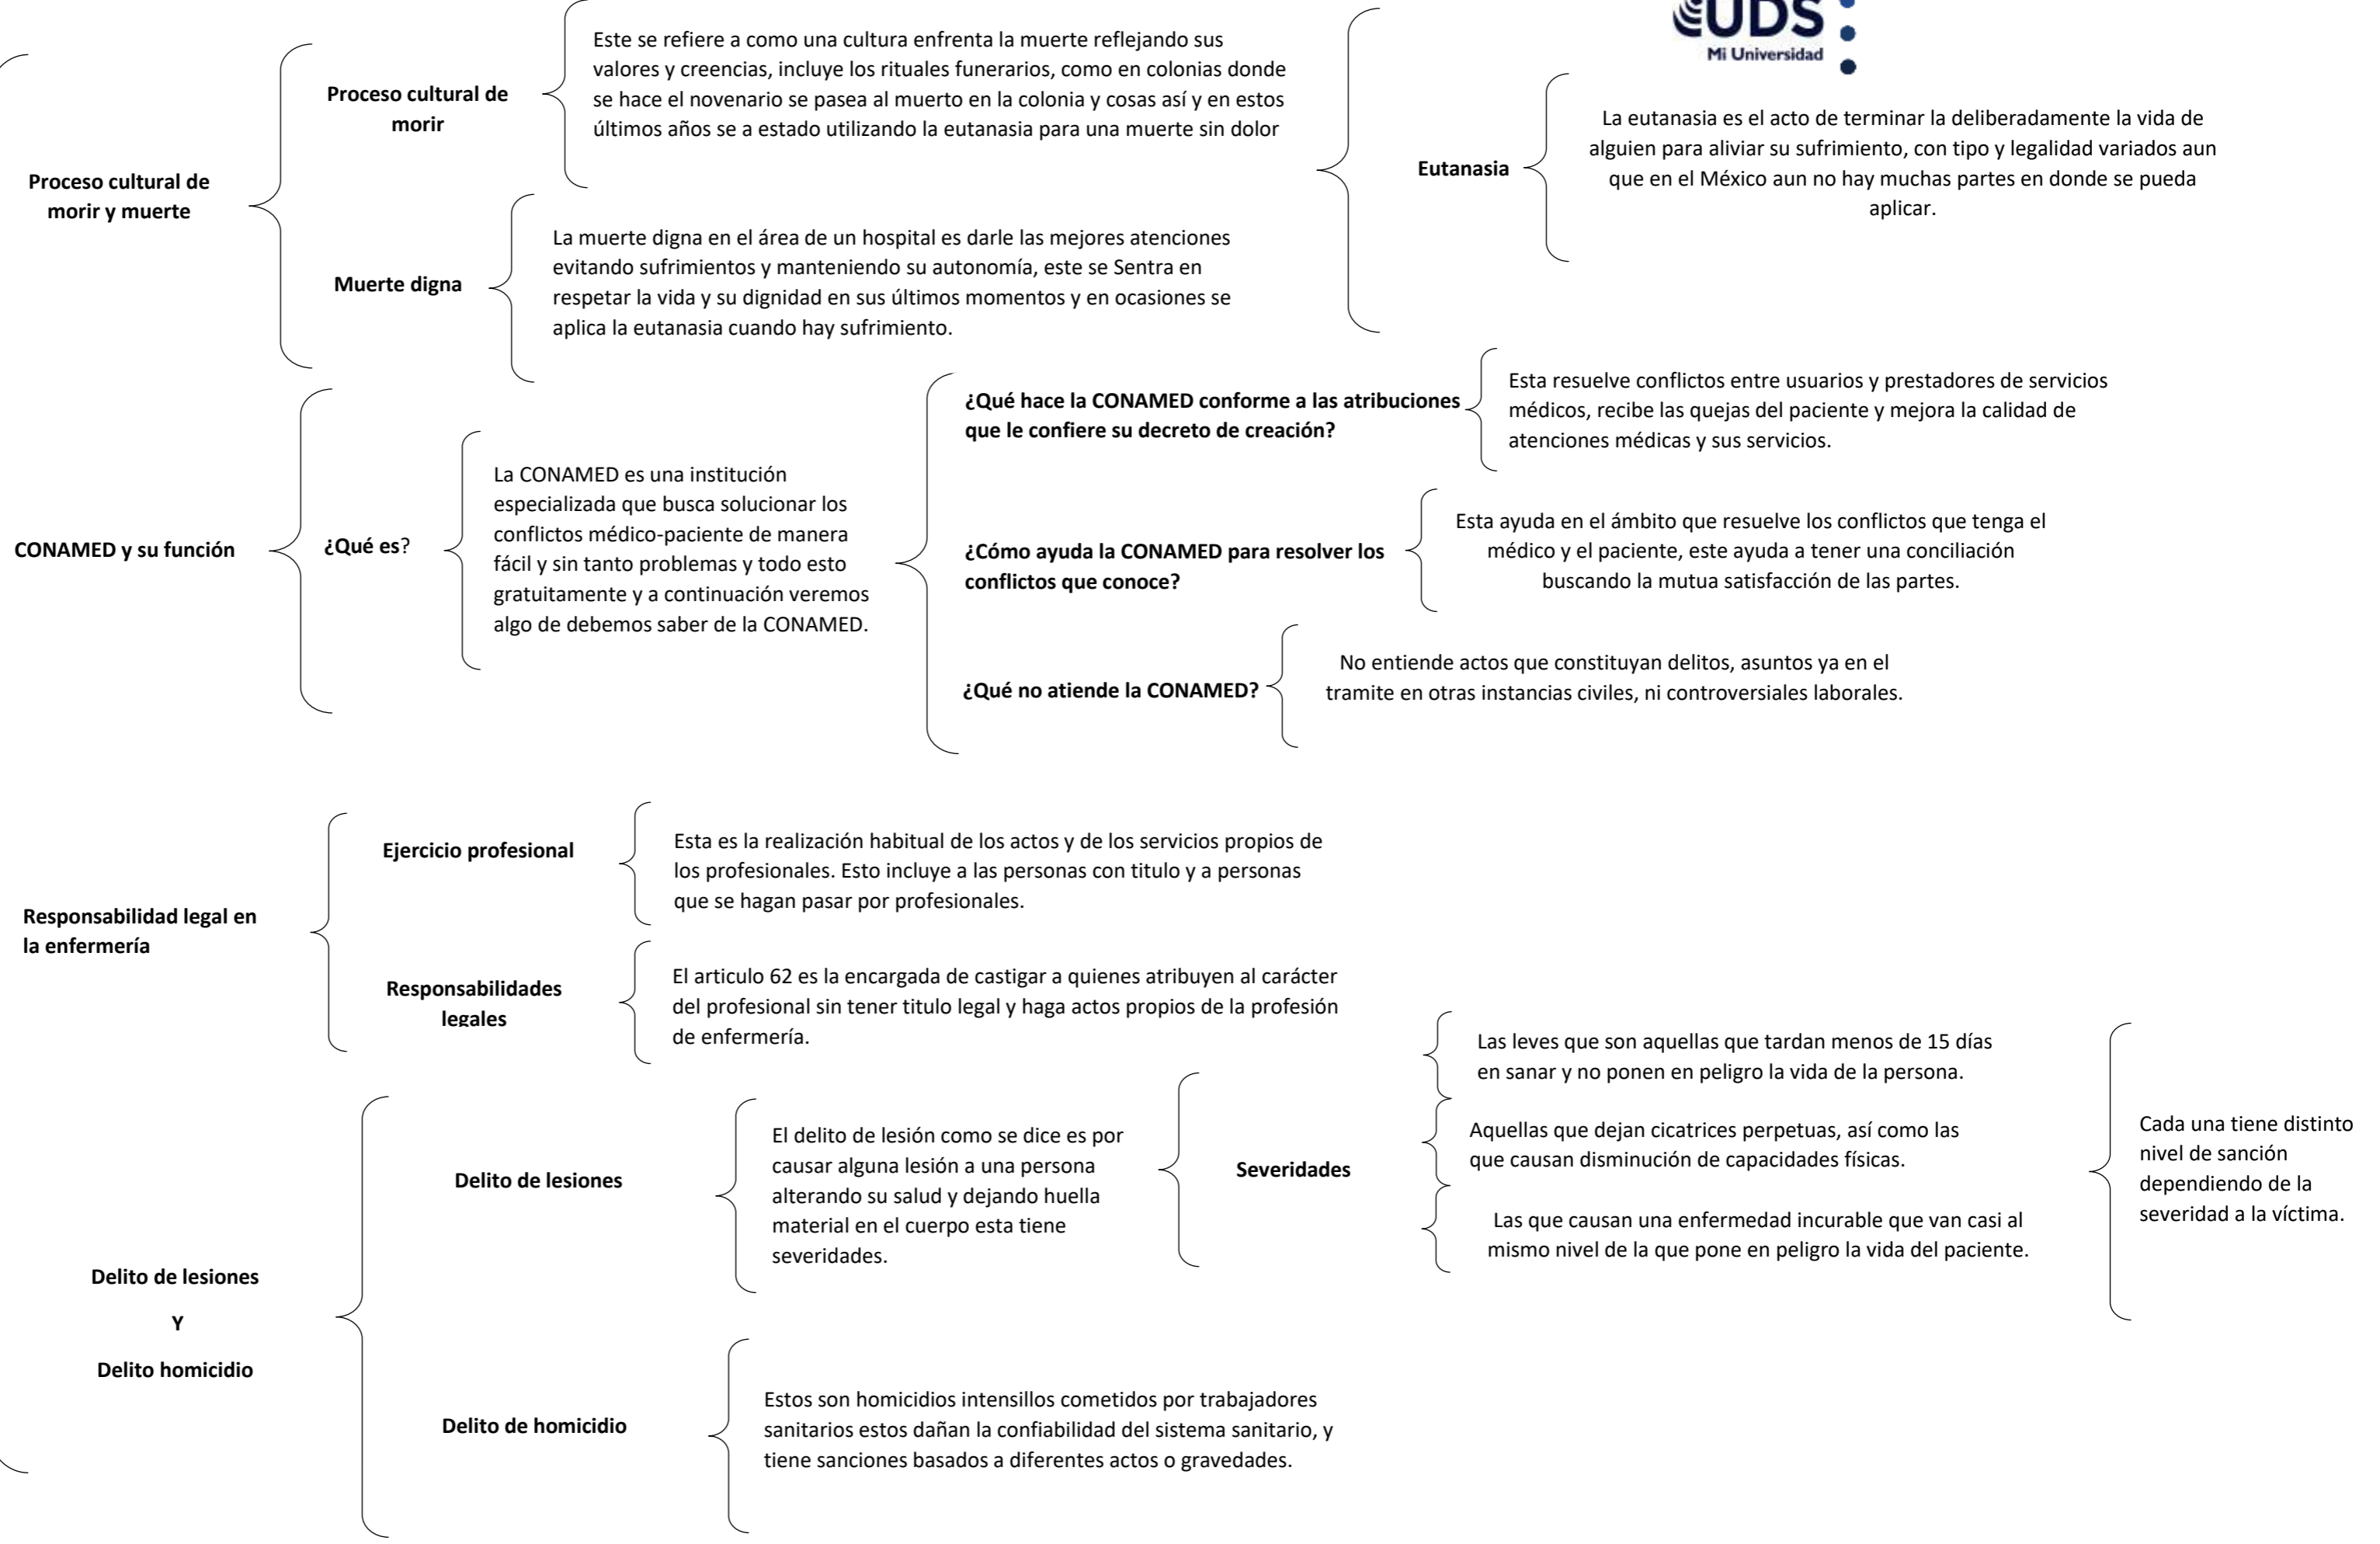 UDS
Mi Universidad
Proceso cultural de
morir y muerte
Proceso cultural de
morir
Este se refiere a como una cultura enfrenta la muerte reflejando sus
valores y creencias, incluye los rituales funerarios, como en colonias donde
se hace el novenario se pasea al muerto en la colonia y cosas así y en estos
últimos años se a estado utilizando la eutanasia para una muerte sin dolor
Muerte digna
La muerte digna en el área de un hospital es darle las mejores atenciones
evitando sufrimientos y manteniendo su autonomía, este se Sentra en
respetar la vida y su dignidad en sus últimos momentos y en ocasiones se
aplica la eutanasia cuando hay sufrimiento.
Eutanasia
La eutanasia es el acto de terminar la deliberadamente la vida de
alguien para aliviar su sufrimiento, con tipo y legalidad variados aun
que en el México aun no hay muchas partes en donde se pueda
aplicar.
CONAMED y su función
¿Qué es?
La CONAMED es una institución
especializada que busca solucionar los
conflictos médico-paciente de manera
fácil y sin tanto problemas y todo esto
gratuitamente y a continuación veremos
algo de debemos saber de la CONAMED.
¿Qué hace la CONAMED conforme a las atribuciones
que le confiere su decreto de creación?
Esta resuelve conflictos entre usuarios y prestadores de servicios
médicos, recibe las quejas del paciente y mejora la calidad de
atenciones médicas y sus servicios.
¿Cómo ayuda la CONAMED para resolver los
conflictos que conoce?
Esta ayuda en el ámbito que resuelve los conflictos que tenga el
médico y el paciente, este ayuda a tener una conciliación
buscando la mutua satisfacción de las partes.
¿Qué no atiende la CONAMED?
No entiende actos que constituyan delitos, asuntos ya en el
tramite en otras instancias civiles, ni controversiales laborales.
Responsabilidad legal en
la enfermería
Ejercicio profesional
Esta es la realización habitual de los actos y de los servicios propios de
los profesionales. Esto incluye a las personas con titulo y a personas
que se hagan pasar por profesionales.
Responsabilidades
legales
El articulo 62 es la encargada de castigar a quienes atribuyen al carácter
del profesional sin tener titulo legal y haga actos propios de la profesión
de enfermería.
Delito de lesiones
Y
Delito homicidio
Delito de lesiones
El delito de lesión como se dice es por
causar alguna lesión a una persona
alterando su salud y dejando huella
material en el cuerpo esta tiene
severidades.
Severidades
Las leves que son aquellas que tardan menos de 15 días
en sanar y no ponen en peligro la vida de la persona.
Aquellas que dejan cicatrices perpetuas, así como las
que causan disminución de capacidades físicas.
Las que causan una enfermedad incurable que van casi al
mismo nivel de la que pone en peligro la vida del paciente.
Cada una tiene distinto
nivel de sanción
dependiendo de la
severidad a la víctima.
Delito de homicidio
Estos son homicidios intensillos cometidos por trabajadores
sanitarios estos dañan la confiabilidad del sistema sanitario, y
tiene sanciones basados a diferentes actos o gravedades.